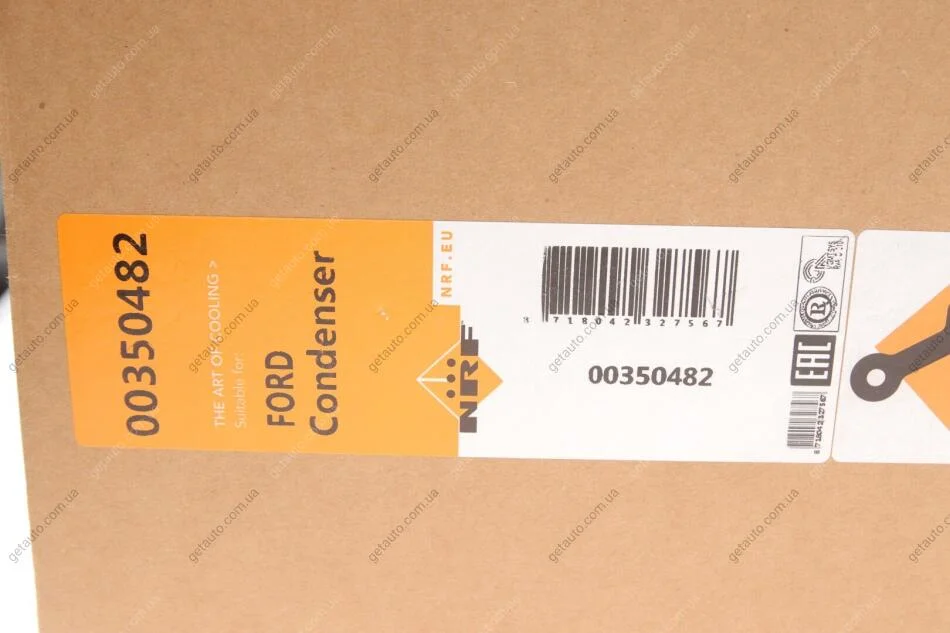 00350482
THE ART OF COOLING >
Suitable for:
FORD
Condenser
NRF.EU
NRF
8 718042 327567
00350482
R
EAC
8718042327567
getauto.com.ua